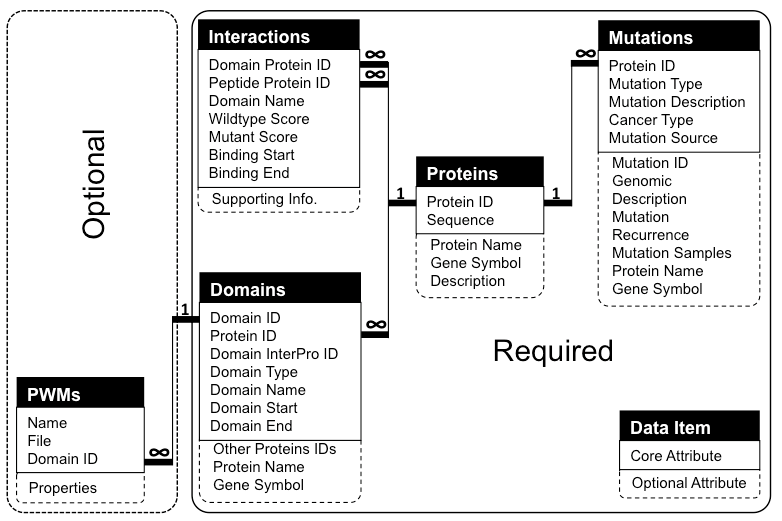 Optional
Interactions
Domain Protein ID
Peptide Protein ID
Domain Name
Wildtype Score
Mutant Score
Binding Start
Binding End
Supporting Info.
∞
∞
Mutations
Protein ID
Mutation Type
Mutation Description
Cancer Type
Mutation Source
Mutation ID
Genomic
Description
Mutation
Recurrence
Mutation Samples
Protein Name
Gene Symbol
∞
1
Proteins
Protein ID
Sequence
Protein Name
Gene Symbol
Description
1
Domains
Domain ID
Protein ID
Domain InterPro ID
Domain Type
Domain Name
Domain Start
Domain End
Other Proteins IDs
Protein Name
Gene Symbol
∞
1
Required
PWMs
Name
File
Domain ID
Properties
∞
Data Item
Core Attribute
Optional Attribute